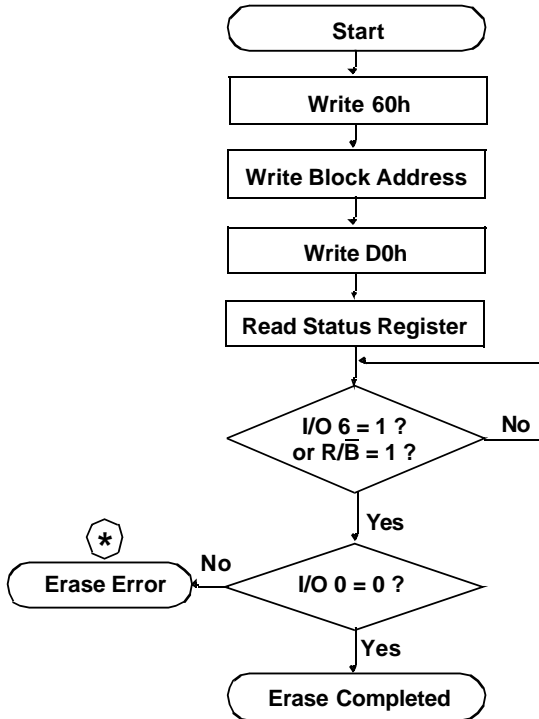 Start
Write 60h
Write Block Address
Write D0h
Read Status Register
I/O 6 = 1 ?
or R/B̅ = 1 ?
No
Yes
*
No
Erase Error
I/O 0 = 0 ?
Yes
Erase Completed